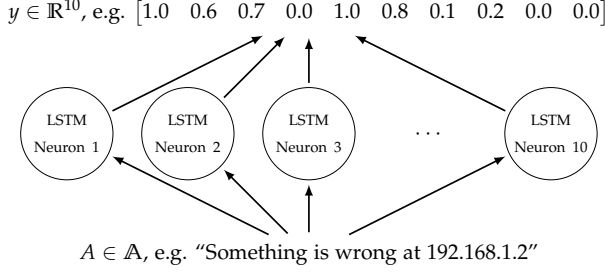 y ∈ ℝ¹⁰, e.g. [1.0 0.6 0.7 0.0 1.0 0.8 0.1 0.2 0.0 0.0]
LSTM LSTM LSTM LSTM
Neuron 1 Neuron 2 Neuron 3 ... Neuron 10
A ∈ 𝔸, e.g. “Something is wrong at 192.168.1.2”